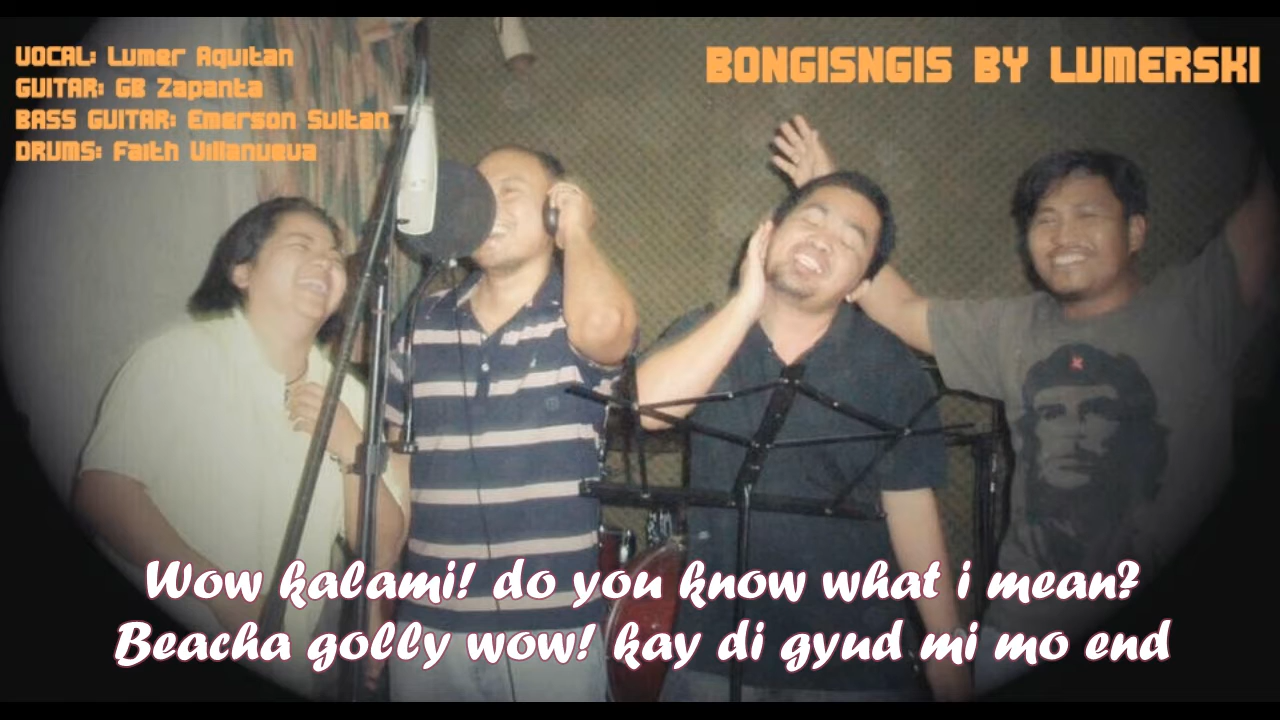 VOCAL: Lumer Aquitan
GUITAR: GB Zapanta
BASS GUITAR: Emerson Sultan
DRUMS: Faith Villanueva
BONGISNGIS BY LUMERSKI
Wow kalami! do you know what i mean?
Beacha golly wow! kay di gyud mi mo end